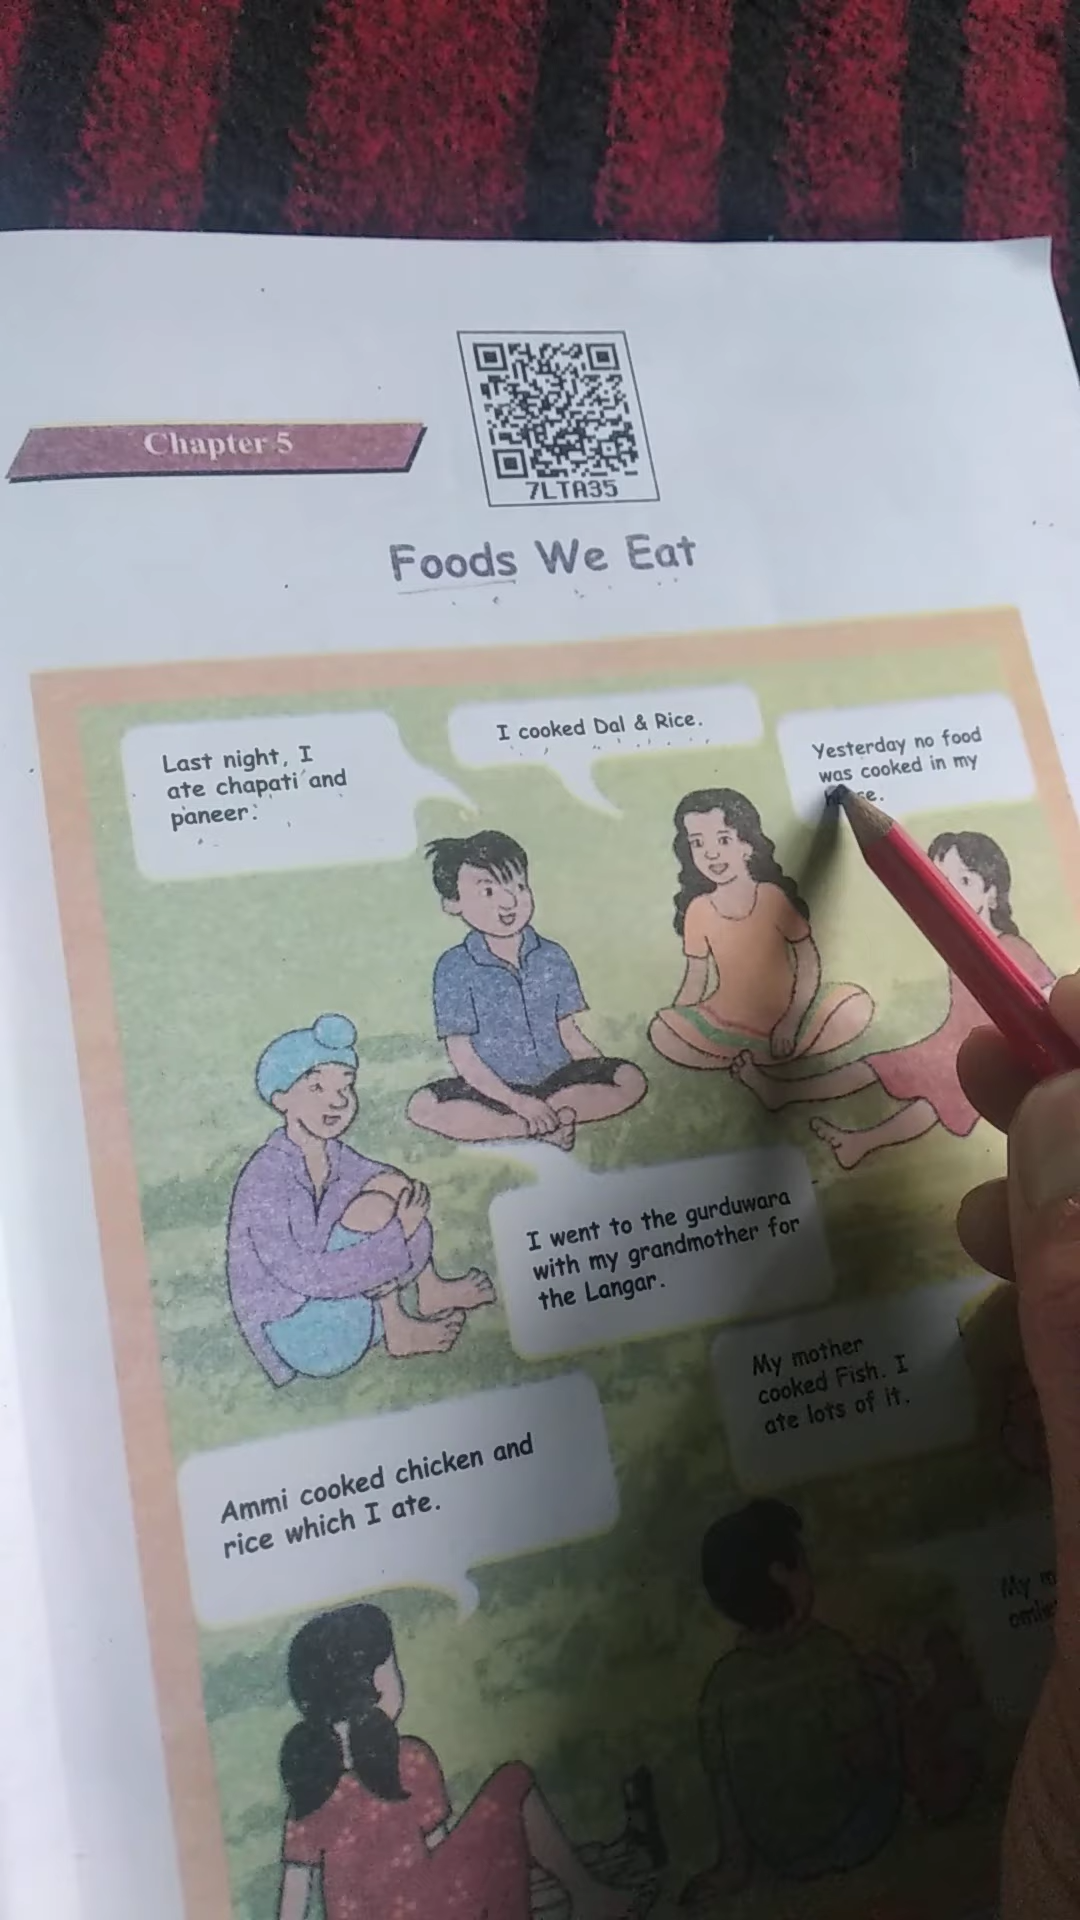 Chapter 5
7LTA35
Foods We Eat
Last night, I
ate chapati and
paneer.
I cooked Dal & Rice.
Yesterday no food
was cooked in my
I went to the gurduwara
with my grandmother for
the Langar.
My mother
cooked Fish. I
ate lots of it.
Ammi cooked chicken and
rice which I ate.
My